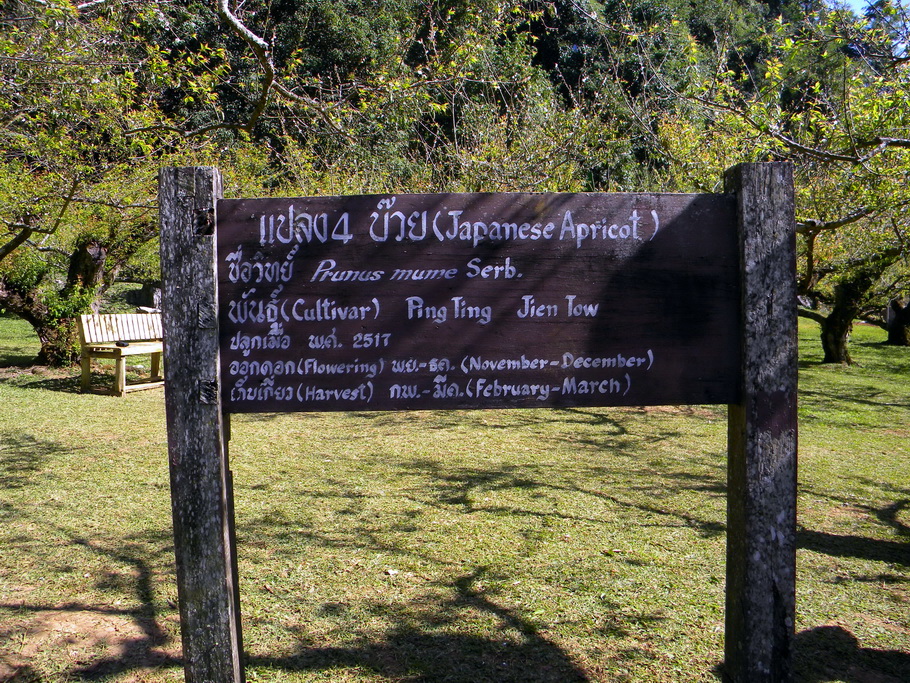 แปลง 4 บ๊วย (Japanese Apricot)
ชื่อวิทย์ Prunus mume Serb.
พันธุ์ (Cultivar) Ping Ting Jien Tow
ปลูกเมื่อ พศ. 2517
ออกดอก (Flowering) พย.-ธค. (November-December)
เก็บเกี่ยว (Harvest) กพ.-มีค. (February-March)